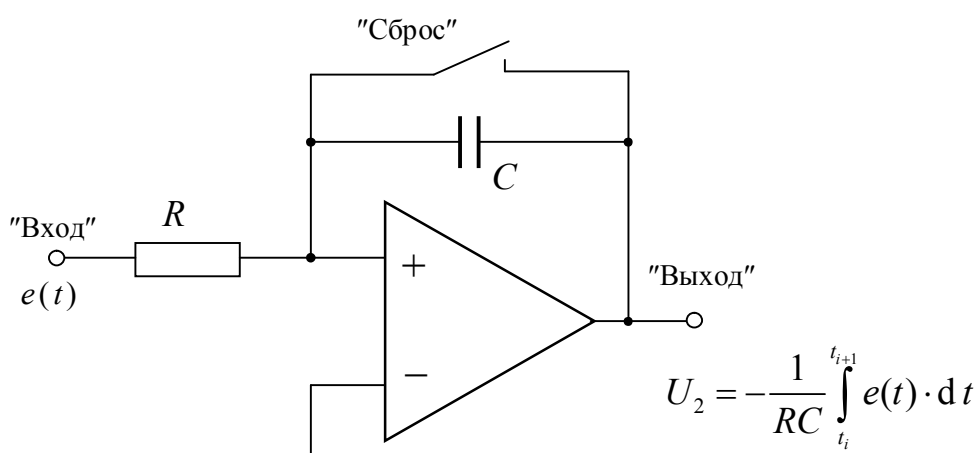 "Сброс"
C
R
"Вход"
e(t)
+
−
"Выход"
U₂ = −1/RC ∫ₜᵢ^tᵢ₊₁ e(t)·dt